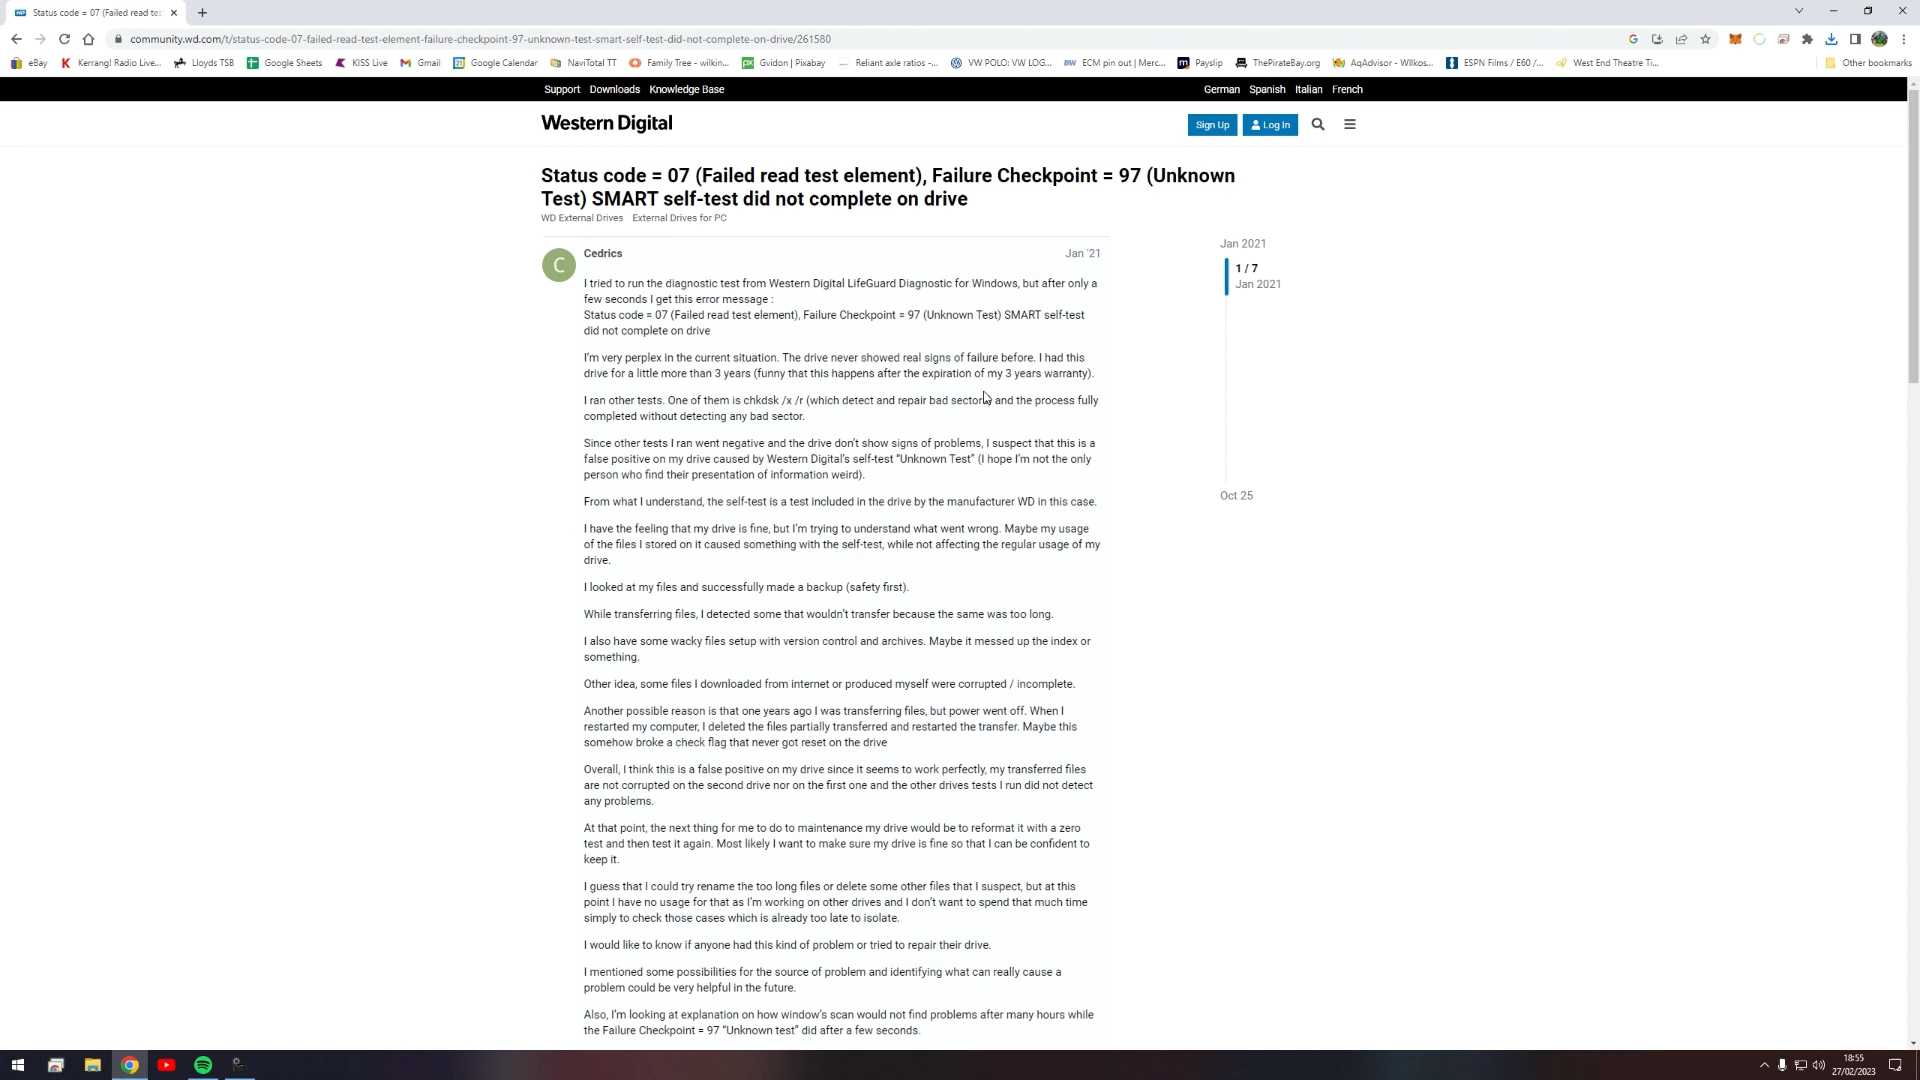 Status code = 07 (Failed read tes
community.wd.com/t/status-code-07-failed-read-test-element-failure-checkpoint-97-unknown-test-smart-self-test-did-not-complete-on-drive/261580
eBay
Kerrang! Radio Live...
Lloyds TSB
Google Sheets
KISS Live
Gmail
Google Calendar
NaviTotal TT
Family Tree - wilkin...
Gvidon | Pixabay
Reliant axle ratios -...
VW POLO: VW LOG...
ECM pin out | Merc...
Payslip
ThePirateBay.org
AqAdvisor - WIlkos...
ESPN Films / E60 /...
West End Theatre Ti...
Other bookmarks
Support Downloads Knowledge Base
German Spanish Italian French
Western Digital
Sign Up
Log In
Status code = 07 (Failed read test element), Failure Checkpoint = 97 (Unknown
Test) SMART self-test did not complete on drive
WD External Drives External Drives for PC
C
Cedrics
Jan '21
I tried to run the diagnostic test from Western Digital LifeGuard Diagnostic for Windows, but after only a
few seconds I get this error message :
Status code = 07 (Failed read test element), Failure Checkpoint = 97 (Unknown Test) SMART self-test
did not complete on drive
I'm very perplex in the current situation. The drive never showed real signs of failure before. I had this
drive for a little more than 3 years (funny that this happens after the expiration of my 3 years warranty).
I ran other tests. One of them is chkdsk /x /r (which detect and repair bad sector and the process fully
completed without detecting any bad sector.
Since other tests I ran went negative and the drive don't show signs of problems, I suspect that this is a
false positive on my drive caused by Western Digital's self-test “Unknown Test” (I hope I'm not the only
person who find their presentation of information weird).
From what I understand, the self-test is a test included in the drive by the manufacturer WD in this case.
I have the feeling that my drive is fine, but I'm trying to understand what went wrong. Maybe my usage
of the files I stored on it caused something with the self-test, while not affecting the regular usage of my
drive.
I looked at my files and successfully made a backup (safety first).
While transferring files, I detected some that wouldn't transfer because the same was too long.
I also have some wacky files setup with version control and archives. Maybe it messed up the index or
something.
Other idea, some files I downloaded from internet or produced myself were corrupted / incomplete.
Another possible reason is that one years ago I was transferring files, but power went off. When I
restarted my computer, I deleted the files partially transferred and restarted the transfer. Maybe this
somehow broke a check flag that never got reset on the drive
Overall, I think this is a false positive on my drive since it seems to work perfectly, my transferred files
are not corrupted on the second drive nor on the first one and the other drives tests I run did not detect
any problems.
At that point, the next thing for me to do to maintenance my drive would be to reformat it with a zero
test and then test it again. Most likely I want to make sure my drive is fine so that I can be confident to
keep it.
I guess that I could try rename the too long files or delete some other files that I suspect, but at this
point I have no usage for that as I'm working on other drives and I don't want to spend that much time
simply to check those cases which is already too late to isolate.
I would like to know if anyone had this kind of problem or tried to repair their drive.
I mentioned some possibilities for the source of problem and identifying what can really cause a
problem could be very helpful in the future.
Also, I'm looking at explanation on how window's scan would not find problems after many hours while
the Failure Checkpoint = 97 “Unknown test” did after a few seconds.
Jan 2021
1 / 7
Jan 2021
Oct 25
18:55
27/02/2023